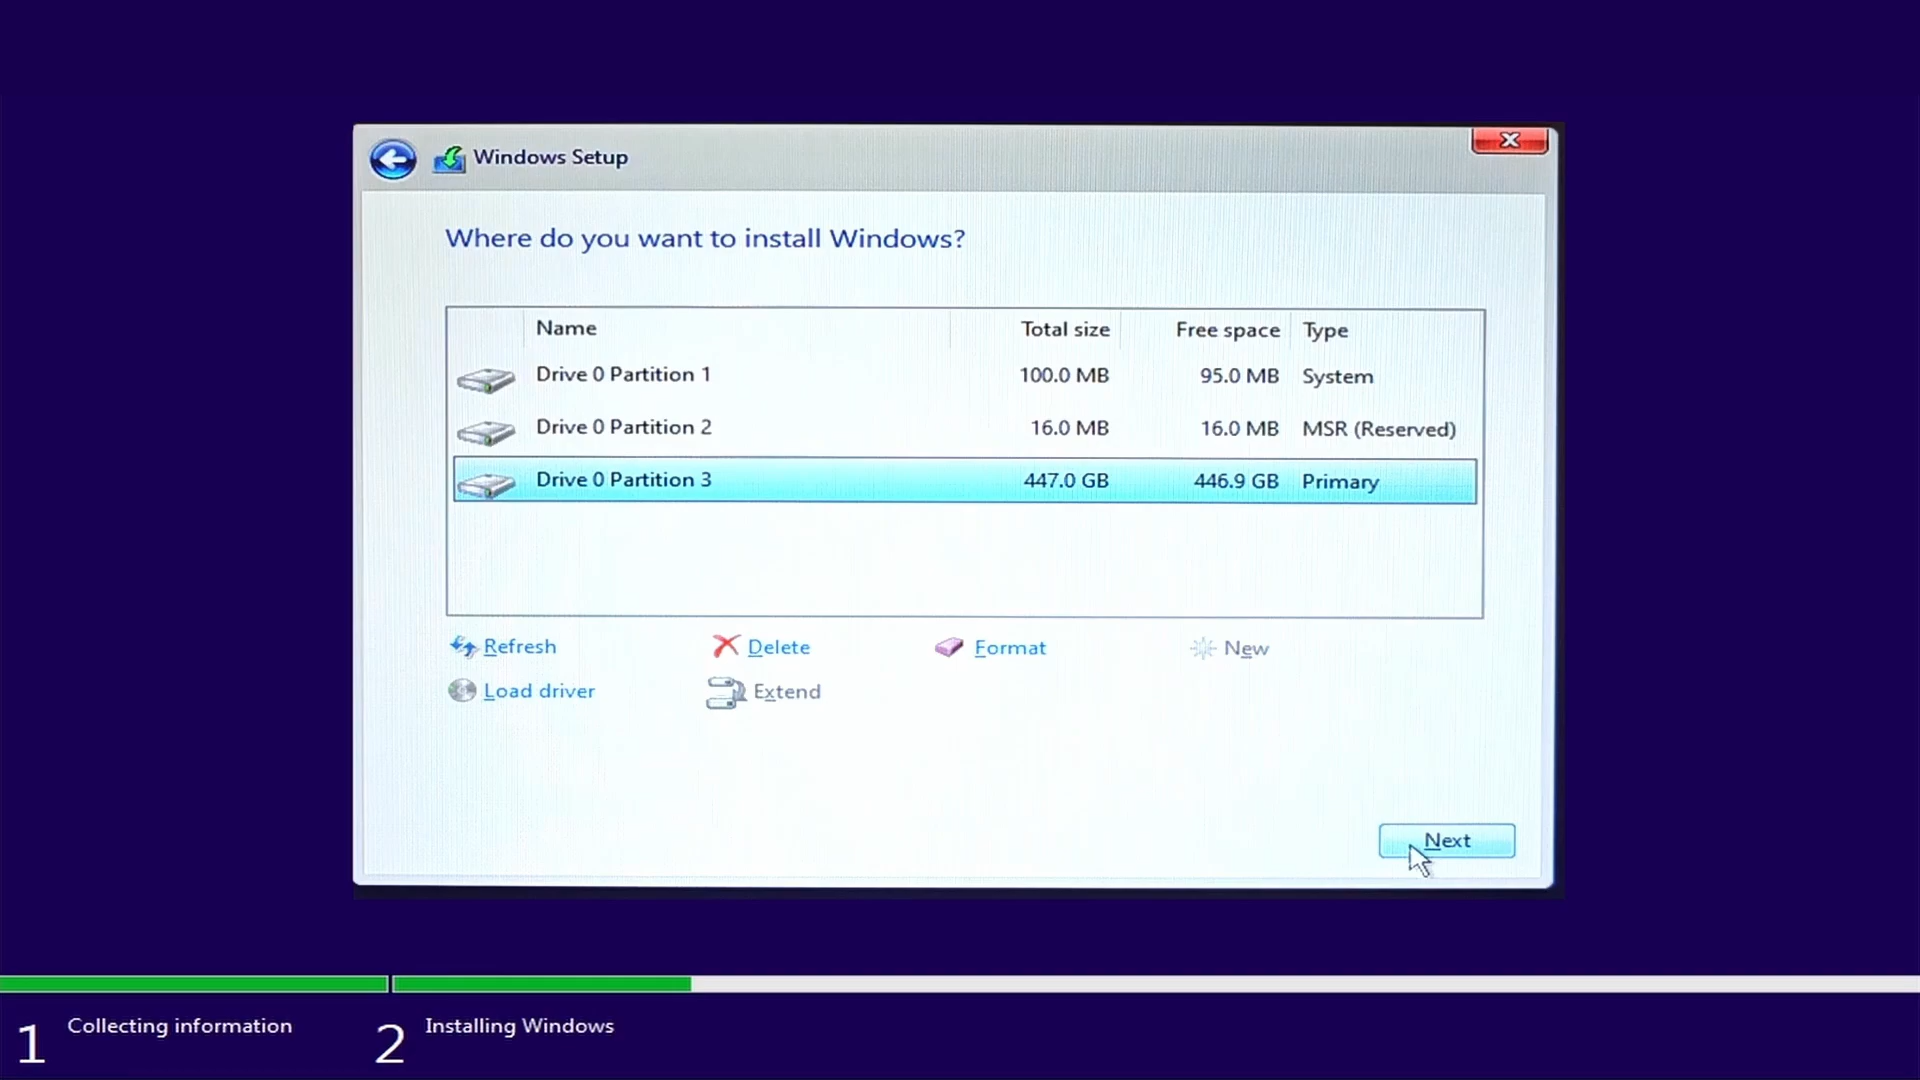 Windows Setup
Where do you want to install Windows?
Name Total size Free space Type
Drive 0 Partition 1 100.0 MB 95.0 MB System
Drive 0 Partition 2 16.0 MB 16.0 MB MSR (Reserved)
Drive 0 Partition 3 447.0 GB 446.9 GB Primary
Refresh Delete Format New
Load driver Extend
Next
1 Collecting information 2 Installing Windows